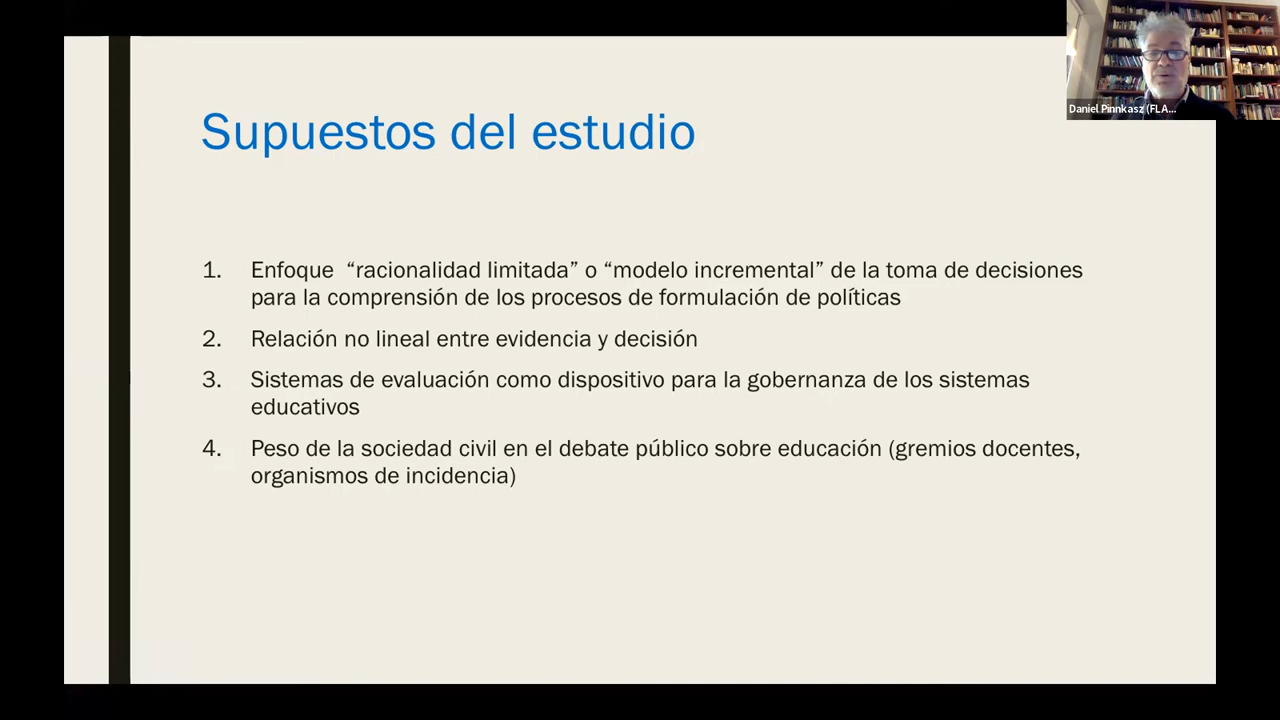 Daniel Pinnkasz (FLA...
Supuestos del estudio
1. Enfoque “racionalidad limitada” o “modelo incremental” de la toma de decisiones
para la comprensión de los procesos de formulación de políticas
2. Relación no lineal entre evidencia y decisión
3. Sistemas de evaluación como dispositivo para la gobernanza de los sistemas
educativos
4. Peso de la sociedad civil en el debate público sobre educación (gremios docentes,
organismos de incidencia)